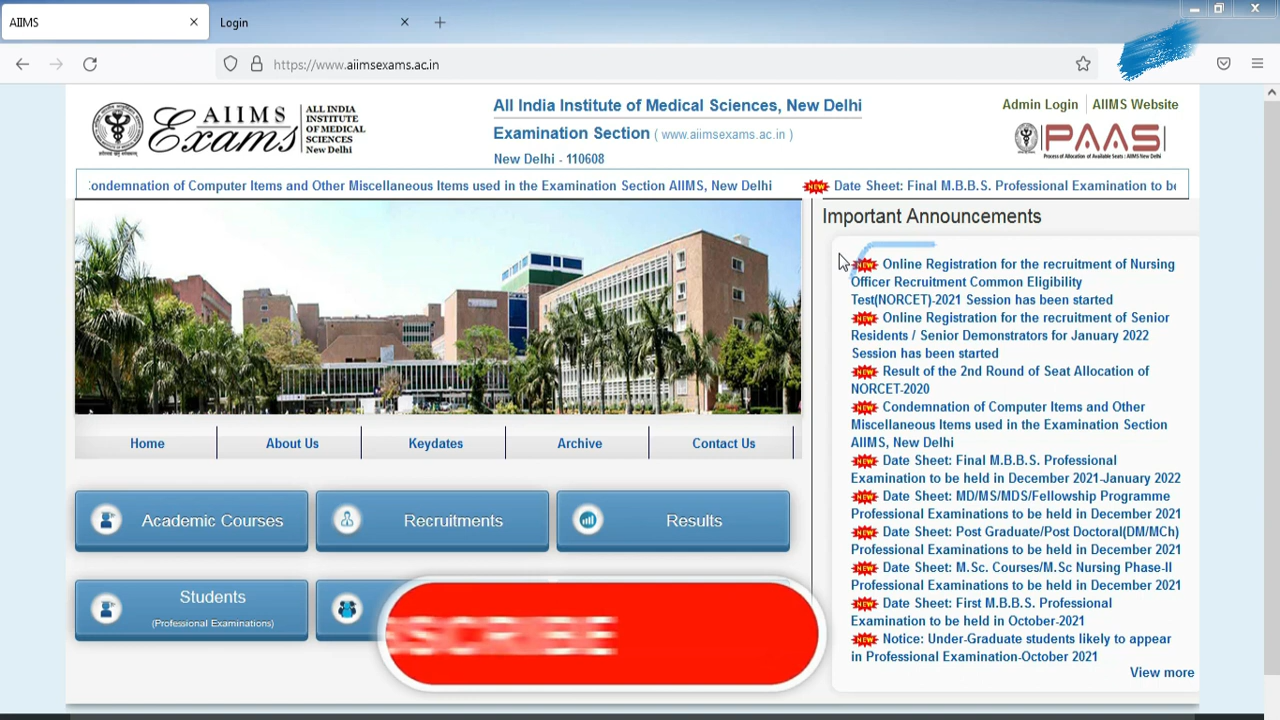 AIIMS
Login
https://www.aiimsexams.ac.in
AIIMS
Exams
ALL INDIA
INSTITUTE
OF MEDICAL
SCIENCES
New Delhi
All India Institute of Medical Sciences, New Delhi
Examination Section ( www.aiimsexams.ac.in )
New Delhi - 110608
Admin Login
AIIMS Website
PAAS
Process of Allocation of Available Seats : AIIMS New Delhi
ondemnation of Computer Items and Other Miscellaneous Items used in the Examination Section AIIMS, New Delhi
NEW Date Sheet: Final M.B.B.S. Professional Examination to be
Important Announcements
NEW Online Registration for the recruitment of Nursing
Officer Recruitment Common Eligibility
Test(NORCET)-2021 Session has been started
NEW Online Registration for the recruitment of Senior
Residents / Senior Demonstrators for January 2022
Session has been started
NEW Result of the 2nd Round of Seat Allocation of
NORCET-2020
NEW Condemnation of Computer Items and Other
Miscellaneous Items used in the Examination Section
AIIMS, New Delhi
NEW Date Sheet: Final M.B.B.S. Professional
Examination to be held in December 2021-January 2022
NEW Date Sheet: MD/MS/MDS/Fellowship Programme
Professional Examinations to be held in December 2021
NEW Date Sheet: Post Graduate/Post Doctoral(DM/MCh)
Professional Examinations to be held in December 2021
NEW Date Sheet: M.Sc. Courses/M.Sc Nursing Phase-II
Professional Examinations to be held in December 2021
NEW Date Sheet: First M.B.B.S. Professional
Examination to be held in October-2021
NEW Notice: Under-Graduate students likely to appear
in Professional Examination-October 2021
View more
Home
About Us
Keydates
Archive
Contact Us
Academic Courses
Recruitments
Results
Students
(Professional Examinations)